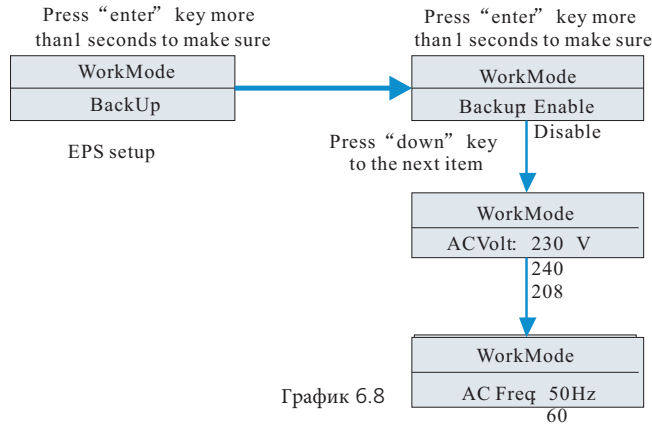 Press “enter” key more
than1 seconds to make sure
WorkMode
BackUp
EPS setup
Press “enter” key more
than1 seconds to make sure
WorkMode
Backup: Enable
Disable
Press “down” key
to the next item
WorkMode
ACVolt: 230 V
240
208
WorkMode
AC Freq: 50Hz
60
График 6.8